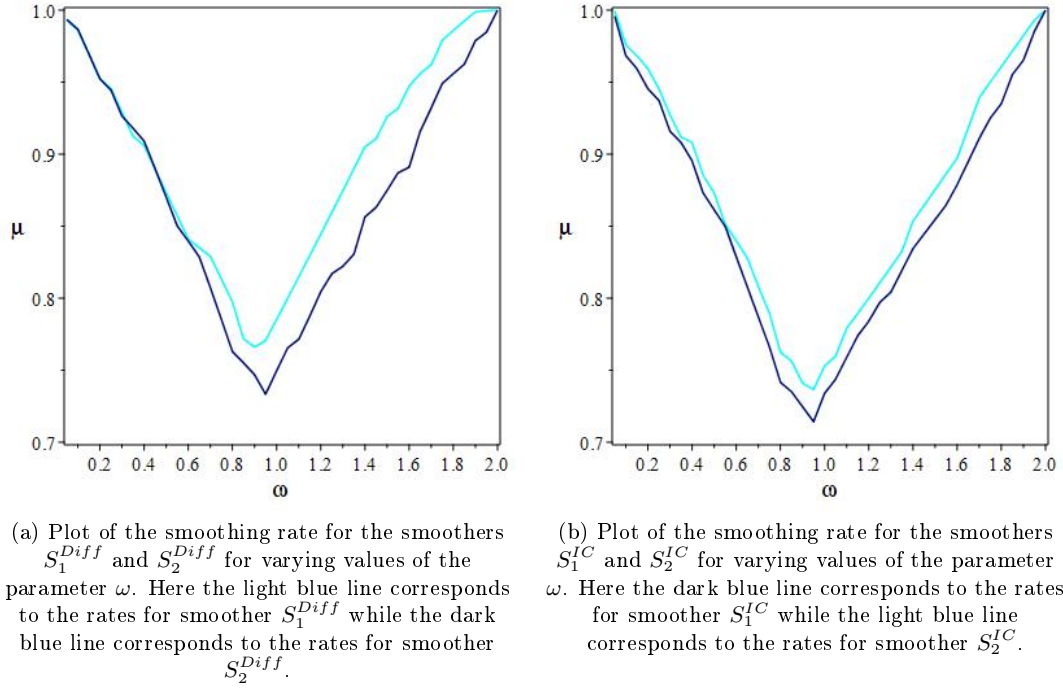 1.0
0.9
μ
0.8
0.7
0.2 0.4 0.6 0.8 1.0 1.2 1.4 1.6 1.8 2.0
ω
1.0
0.9
μ
0.8
0.7
0.2 0.4 0.6 0.8 1.0 1.2 1.4 1.6 1.8 2.0
ω
(a) Plot of the smoothing rate for the smoothers
S_1^{Diff} and S_2^{Diff} for varying values of the
parameter ω. Here the light blue line corresponds
to the rates for smoother S_1^{Diff} while the dark
blue line corresponds to the rates for smoother
S_2^{Diff}.
(b) Plot of the smoothing rate for the smoothers
S_1^{IC} and S_2^{IC} for varying values of the parameter
ω. Here the dark blue line corresponds to the rates
for smoother S_1^{IC} while the light blue line
corresponds to the rates for smoother S_2^{IC}.